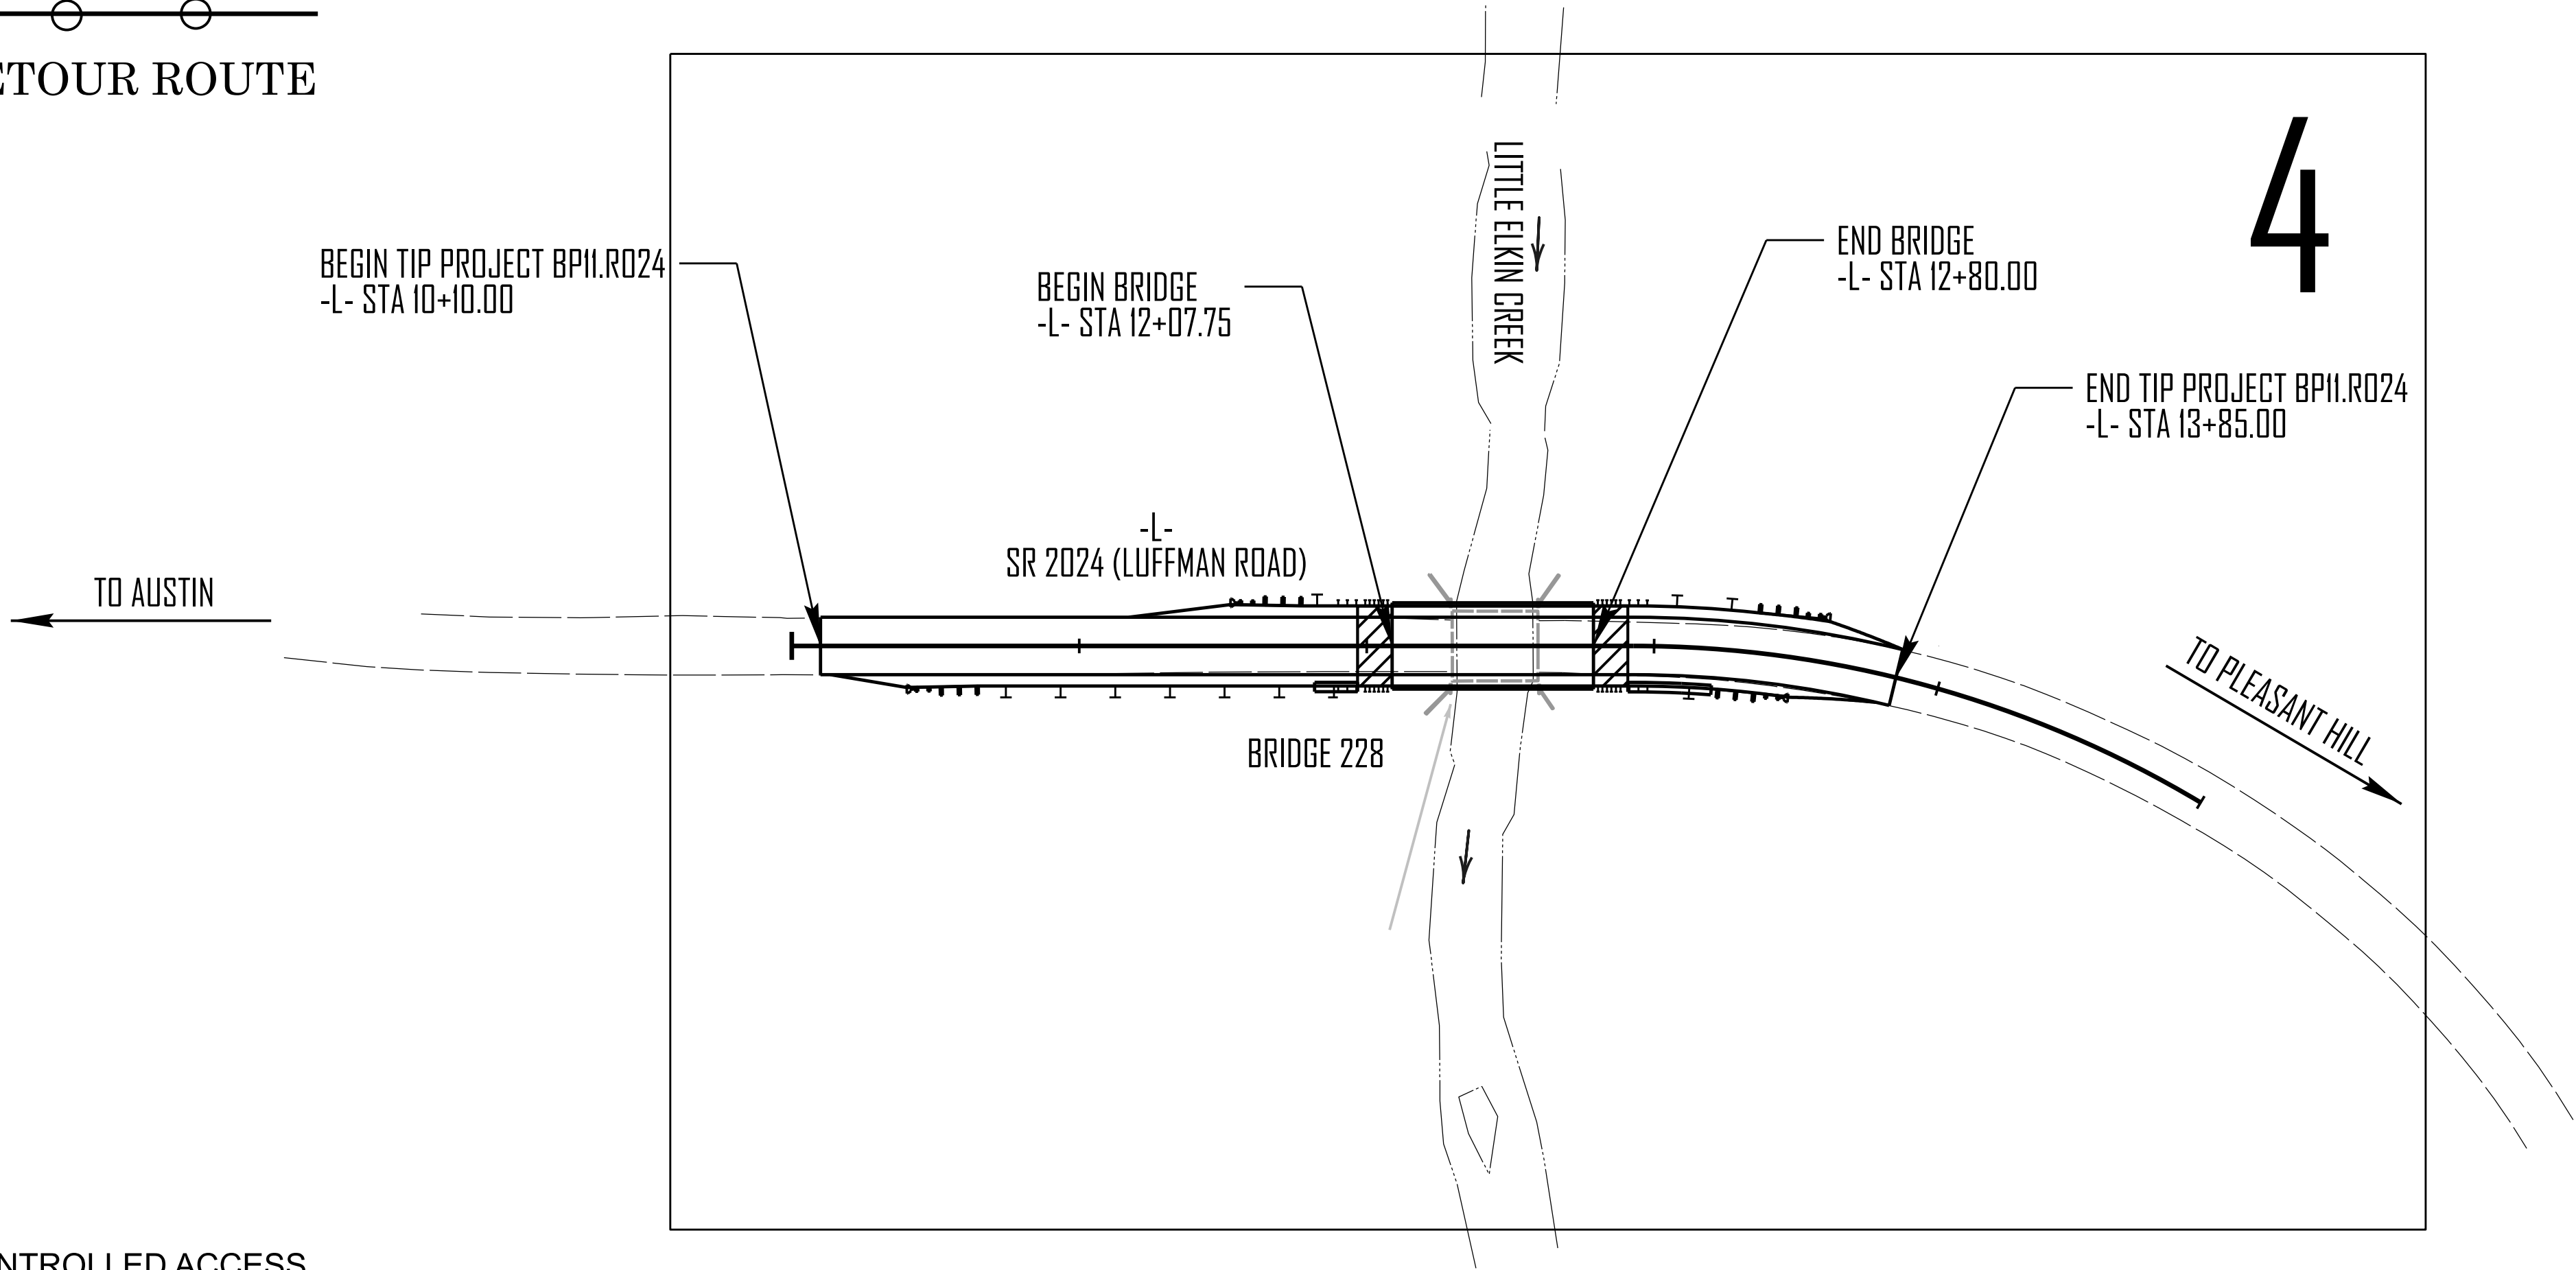 ETOUR ROUTE
4
LITTLE ELKIN CREEK
BEGIN TIP PROJECT BP11.R024
-L- STA 10+10.00
BEGIN BRIDGE
-L- STA 12+07.75
END BRIDGE
-L- STA 12+80.00
END TIP PROJECT BP11.R024
-L- STA 13+85.00
-L-
SR 2024 (LUFFMAN ROAD)
TO AUSTIN
TO PLEASANT HILL
BRIDGE 228
NTROLLED ACCESS